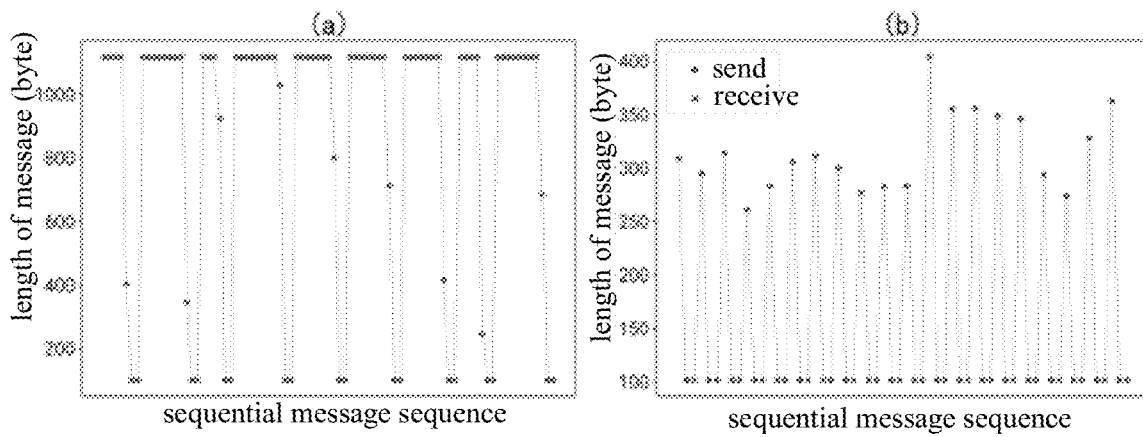 (a)
length of message (byte)
1000
800
600
400
200
sequential message sequence
(b)
length of message (byte)
send
receive
400
350
300
250
200
150
100
sequential message sequence